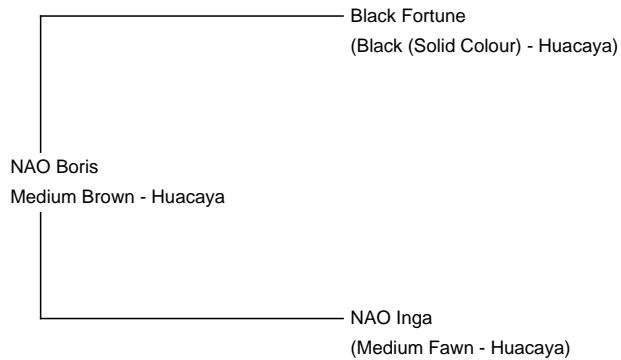 Black Fortune
(Black (Solid Colour) - Huacaya)
NAO Boris
Medium Brown - Huacaya
NAO Inga
(Medium Fawn - Huacaya)